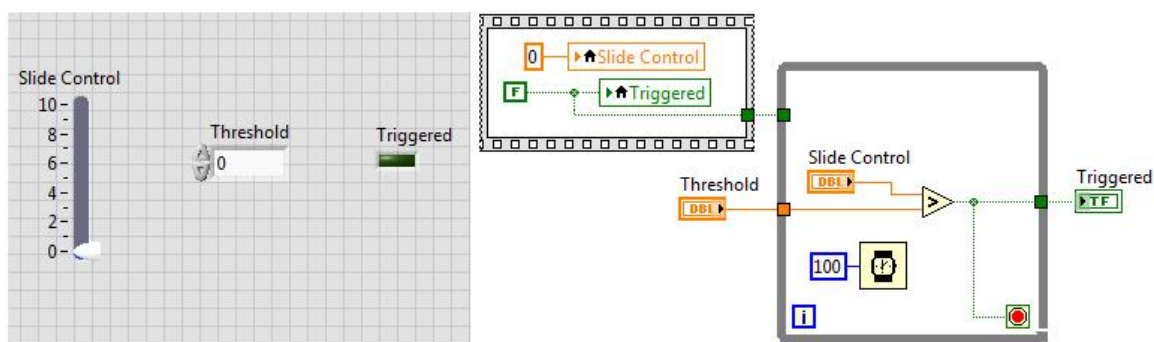 Slide Control
10
8
6
4
2
0
Threshold
0
Triggered
0 Slide Control
F Triggered
Threshold
DBL
Slide Control
DBL
>
100
i
Triggered
TF